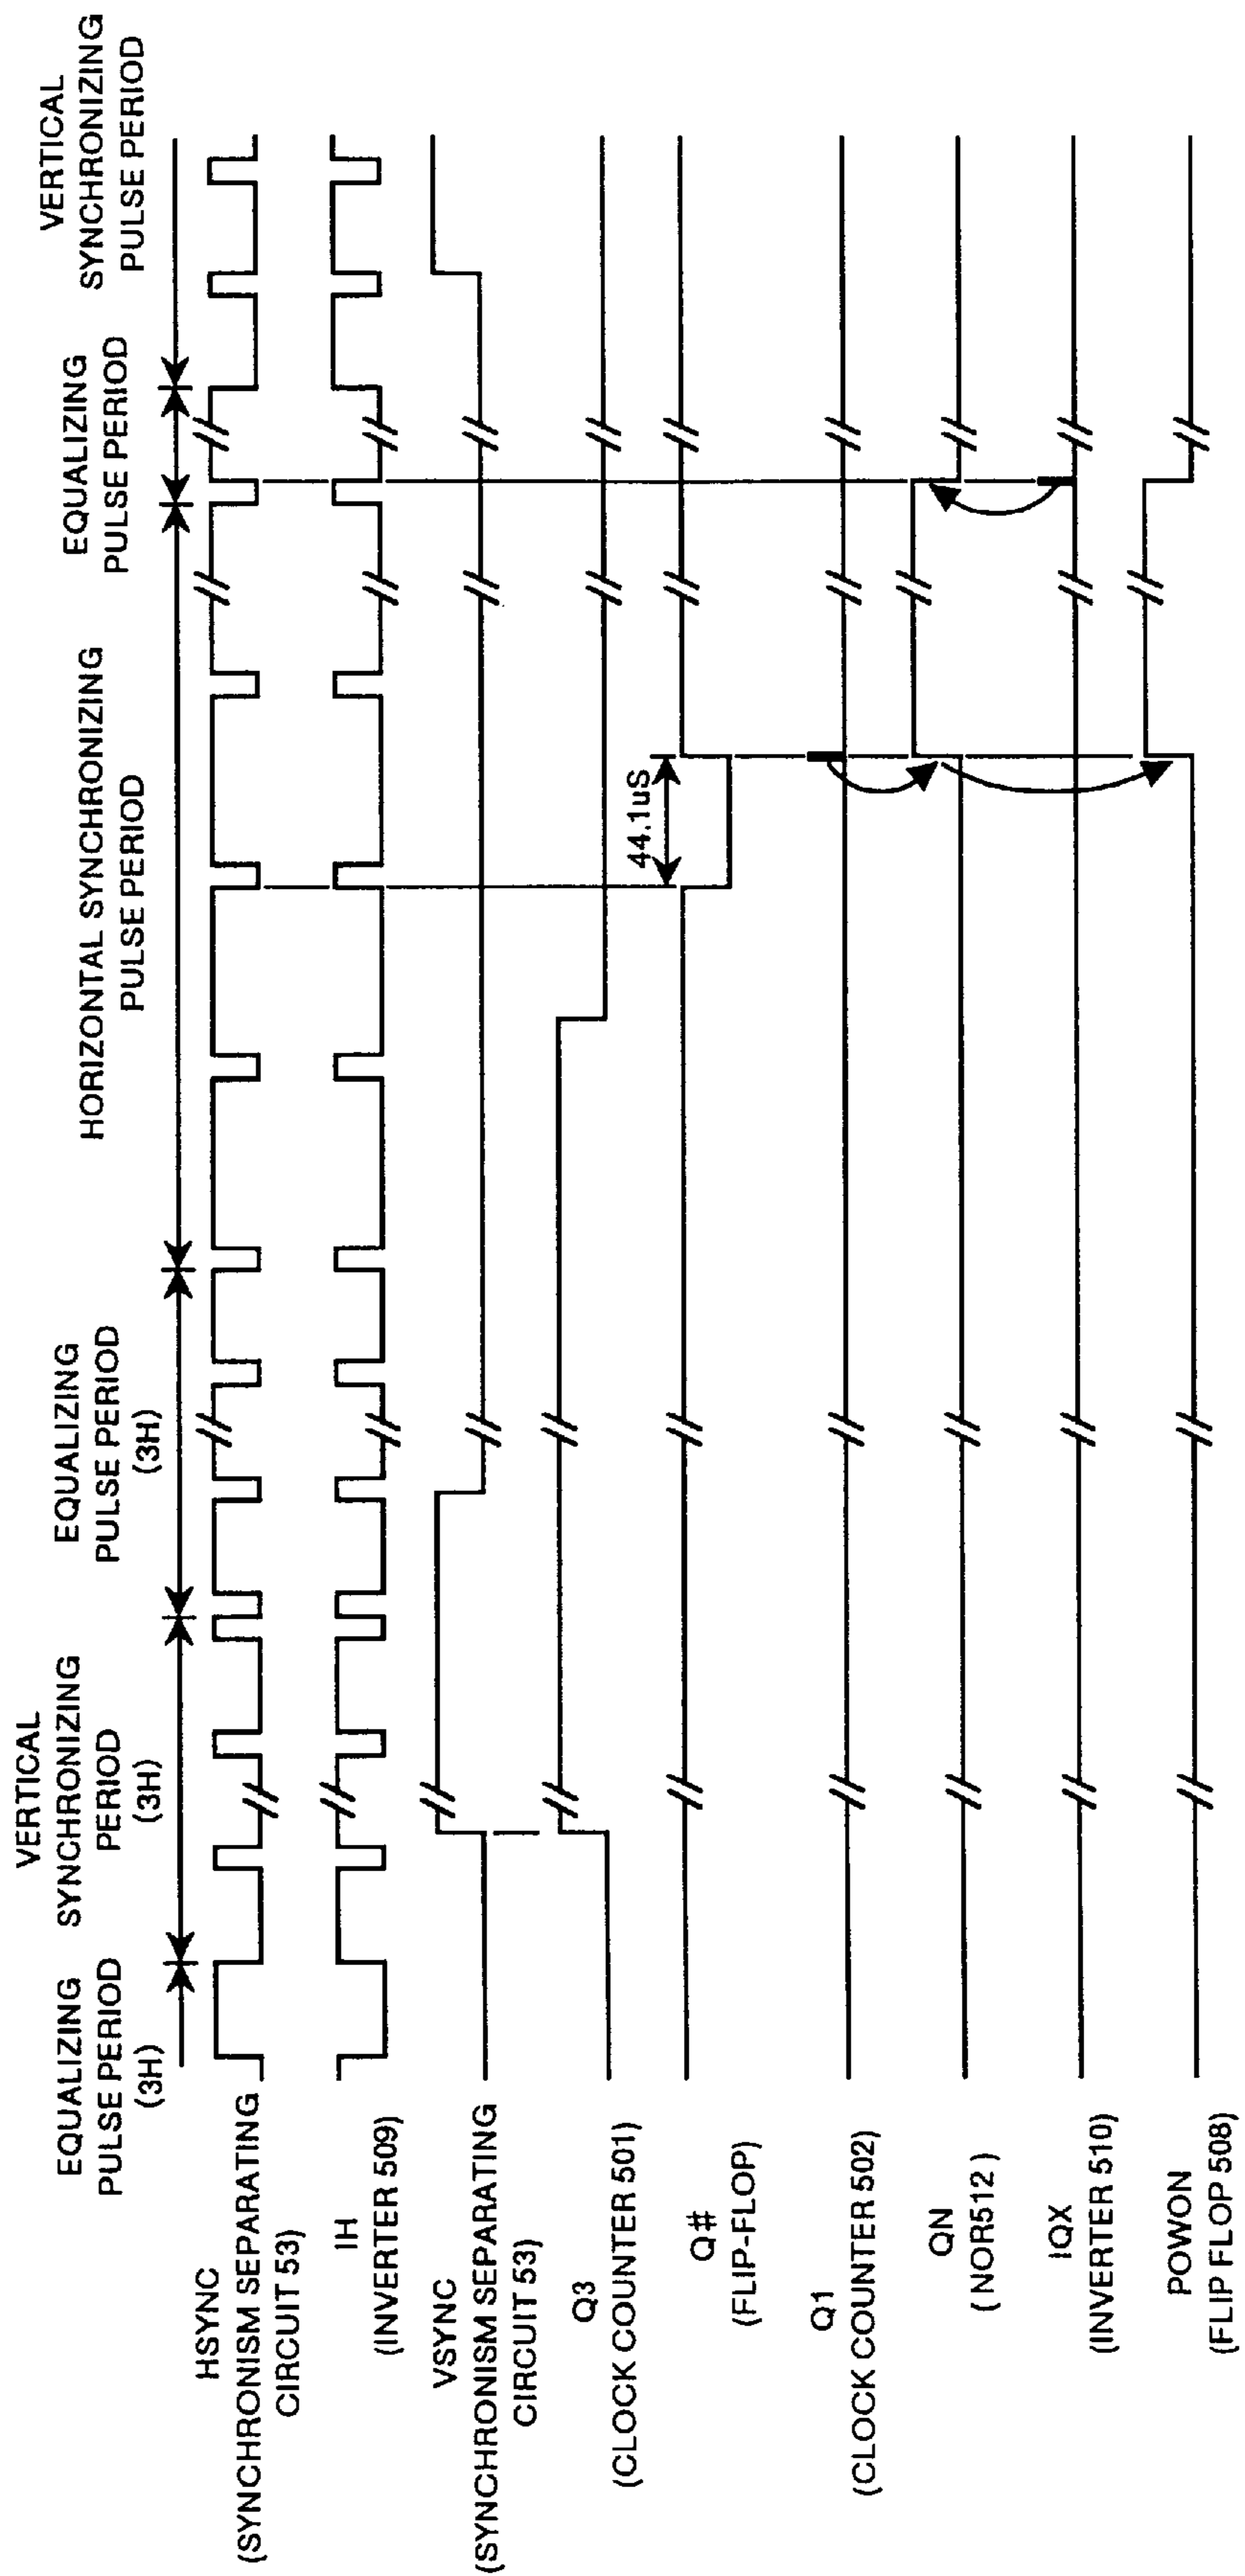 EQUALIZING
PULSE PERIOD
(3H)
VERTICAL
SYNCHRONIZING
PERIOD
(3H)
EQUALIZING
PULSE PERIOD
(3H)
HORIZONTAL SYNCHRONIZING
PULSE PERIOD
EQUALIZING
PULSE PERIOD
VERTICAL
SYNCHRONIZING
PULSE PERIOD
HSYNC
(SYNCHRONISM SEPARATING
CIRCUIT 53)
IH
(INVERTER 509)
VSYNC
(SYNCHRONISM SEPARATING
CIRCUIT 53)
Q3
(CLOCK COUNTER 501)
Q#
(FLIP-FLOP)
44.1uS
Q1
(CLOCK COUNTER 502)
QN
( NOR512 )
IQX
(INVERTER 510)
POWON
(FLIP FLOP 508)